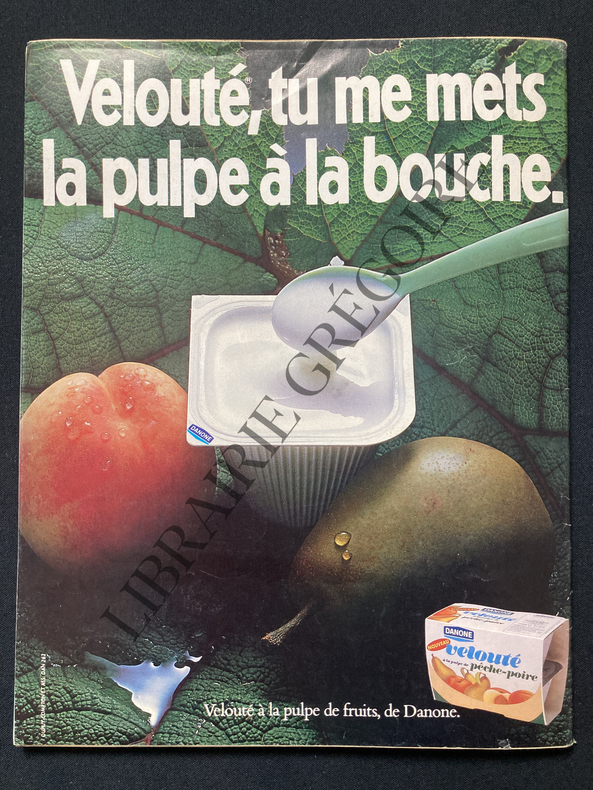 Velouté, tu me mets
la pulpe à la bouche.
LIBRAIRIE GRÉGOIRE
DANONE
DANONE
NOUVEAU
velouté
à la pulpe de
pêche-poire
Velouté à la pulpe de fruits, de Danone.